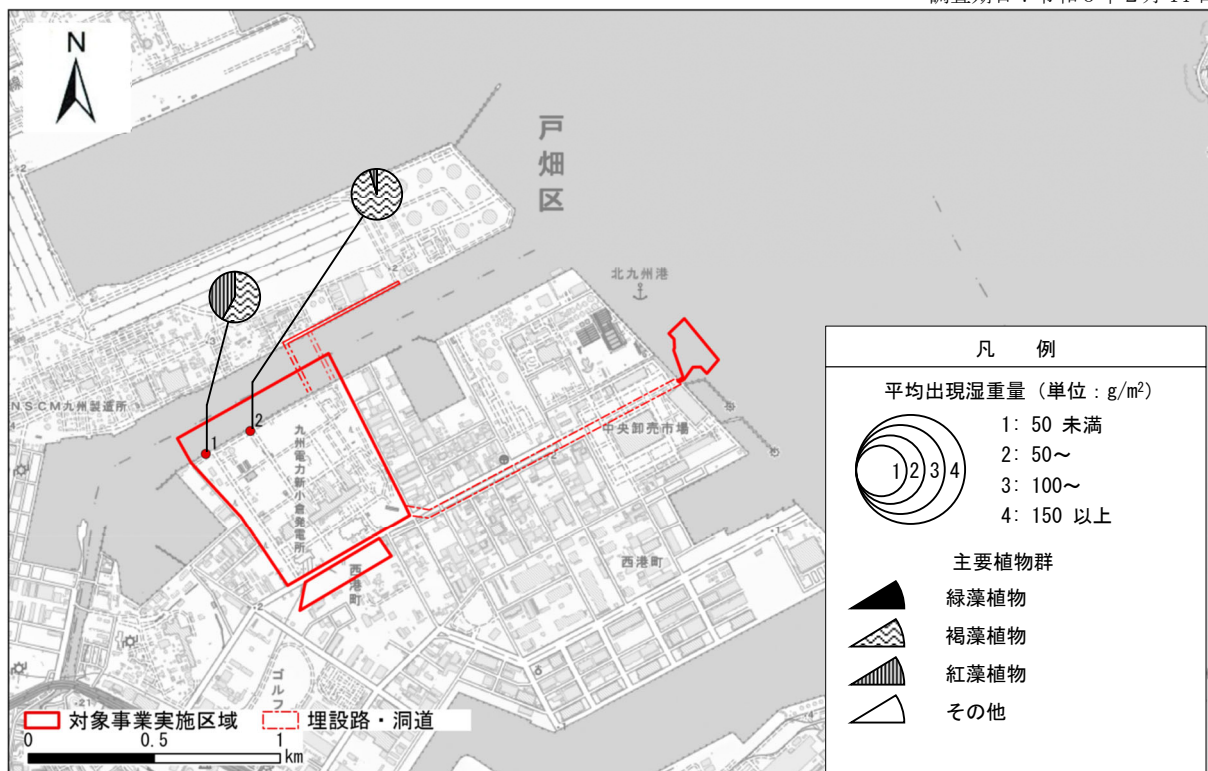 N
戸畑区
北九州港
NSCM九州製造所
1
2
九州電力新小倉発電所
中央卸売市場
西港町
西港町
ゴルフ
6
-21
対象事業実施区域
埋設路・洞道
0
0.5
1
km
凡 例
平均出現湿重量 (単位:g/m²)
1 2 3 4
1: 50 未満
2: 50~
3: 100~
4: 150 以上
主要植物群
緑藻植物
褐藻植物
紅藻植物
その他